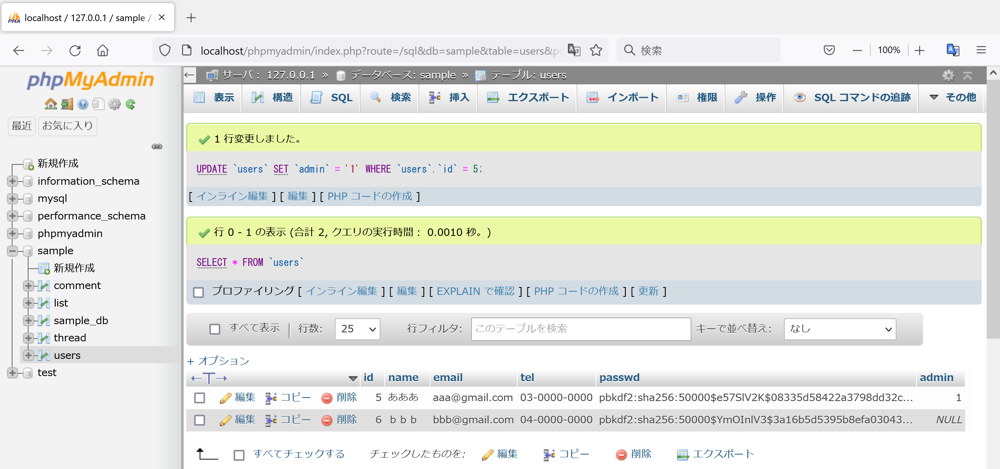 localhost / 127.0.0.1 / sample /
localhost/phpmyadmin/index.php?route=/sql&db=sample&table=users&p
検索
100%
phpMyAdmin
最近 お気に入り
新規作成
information_schema
mysql
performance_schema
phpmyadmin
sample
新規作成
comment
list
sample_db
thread
users
test
サーバ: 127.0.0.1 » データベース: sample » テーブル: users
表示 構造 SQL 検索 挿入 エクスポート インポート 権限 操作 SQL コマンドの追跡 その他
1 行変更しました。
UPDATE `users` SET `admin` = '1' WHERE `users`.`id` = 5;
[ インライン編集 ] [ 編集 ] [ PHP コードの作成 ]
行 0 - 1 の表示 (合計 2, クエリの実行時間: 0.0010 秒。)
SELECT * FROM `users`
プロファイリング [ インライン編集 ] [ 編集 ] [ EXPLAIN で確認 ] [ PHP コードの作成 ] [ 更新 ]
すべて表示 | 行数: 25 行フィルタ: このテーブルを検索 キーで並べ替え: なし
+ オプション
←T→ id name email tel passwd admin
編集 コピー 削除 5 あああ aaa@gmail.com 03-0000-0000 pbkdf2:sha256:50000$e57SlV2K$08335d58422a3798dd32c... 1
編集 コピー 削除 6 ｂｂｂ bbb@gmail.com 04-0000-0000 pbkdf2:sha256:50000$YmOInlV3$3a16b5d5395b8efa03043... NULL
すべてチェックする チェックしたものを: 編集 コピー 削除 エクスポート